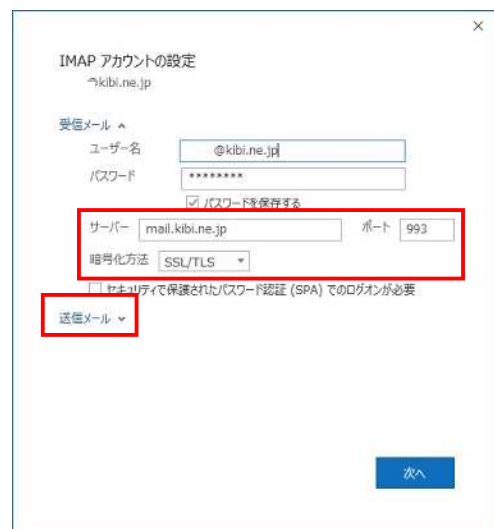 IMAP アカウントの設定
@kibi.ne.jp
受信メール
ユーザー名 @kibi.ne.jp
パスワード ********
パスワードを保存する
サーバー mail.kibi.ne.jp ポート 993
暗号化方法 SSL/TLS
セキュリティで保護されたパスワード認証 (SPA) でのログオンが必要
送信メール
次へ